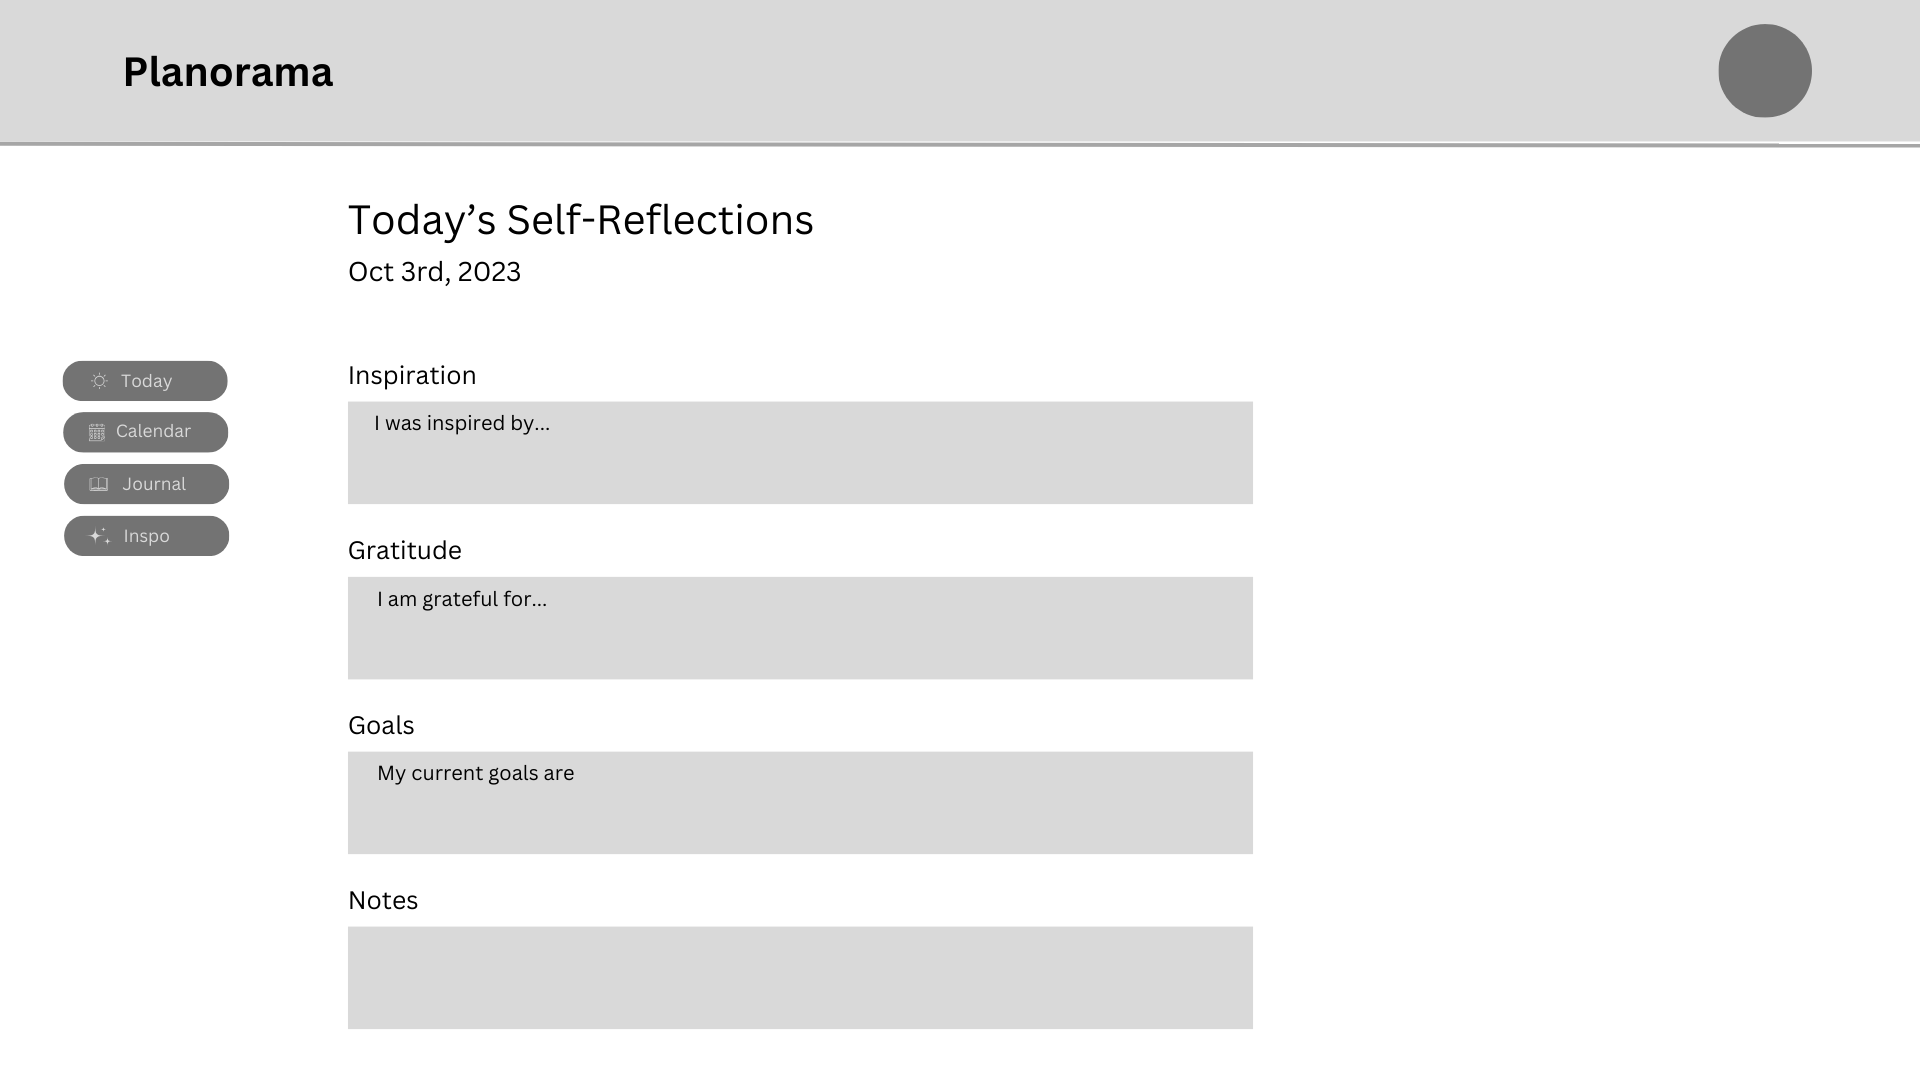 Planorama
Today’s Self-Reflections
Oct 3rd, 2023
Today
Calendar
Journal
Inspo
Inspiration
I was inspired by...
Gratitude
I am grateful for...
Goals
My current goals are
Notes